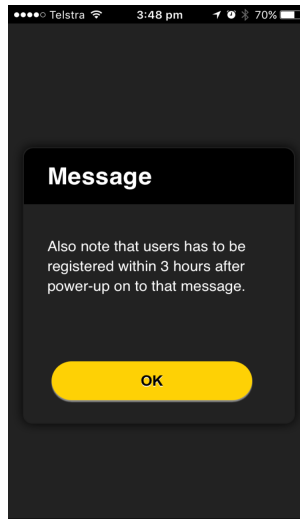 Telstra 3:48 pm 70%
Message
Also note that users has to be
registered within 3 hours after
power-up on to that message.
OK